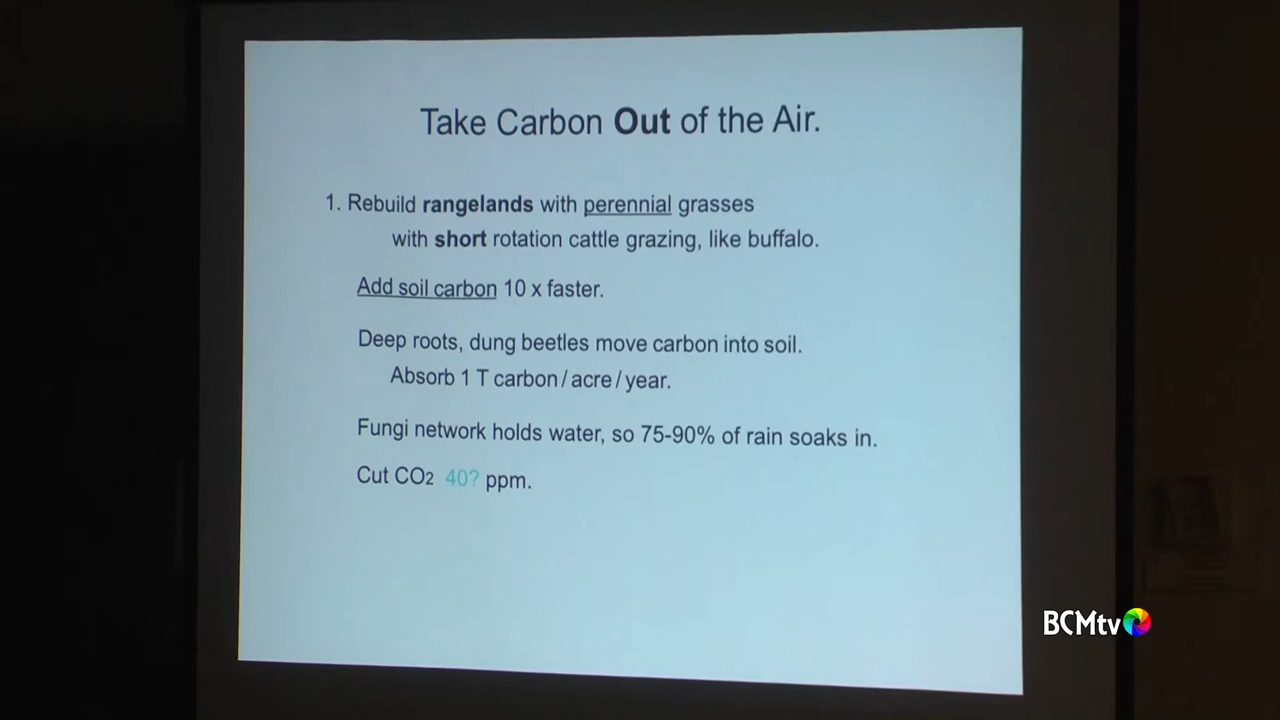 Take Carbon Out of the Air.
1. Rebuild rangelands with perennial grasses
with short rotation cattle grazing, like buffalo.
Add soil carbon 10 x faster.
Deep roots, dung beetles move carbon into soil.
Absorb 1 T carbon / acre / year.
Fungi network holds water, so 75-90% of rain soaks in.
Cut CO2 40? ppm.
BCMtv